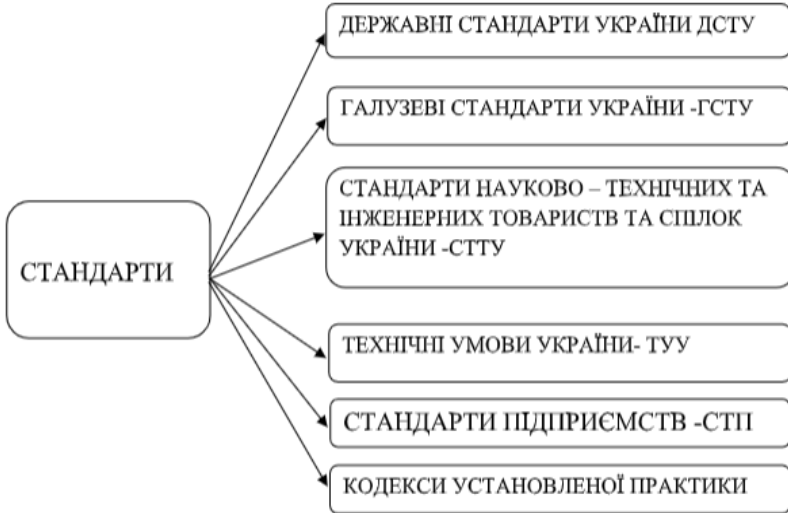 ДЕРЖАВНІ СТАНДАРТИ УКРАЇНИ ДСТУ
ГАЛУЗЕВІ СТАНДАРТИ УКРАЇНИ -ГСТУ
СТАНДАРТИ НАУКОВО – ТЕХНІЧНИХ ТА
ІНЖЕНЕРНИХ ТОВАРИСТВ ТА СПІЛОК
УКРАЇНИ -СТТУ
СТАНДАРТИ
ТЕХНІЧНІ УМОВИ УКРАЇНИ- ТУУ
СТАНДАРТИ ПІДПРИЄМСТВ -СТП
КОДЕКСИ УСТАНОВЛЕНОЇ ПРАКТИКИ